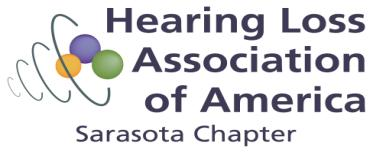 Hearing Loss
Association
of America
Sarasota Chapter